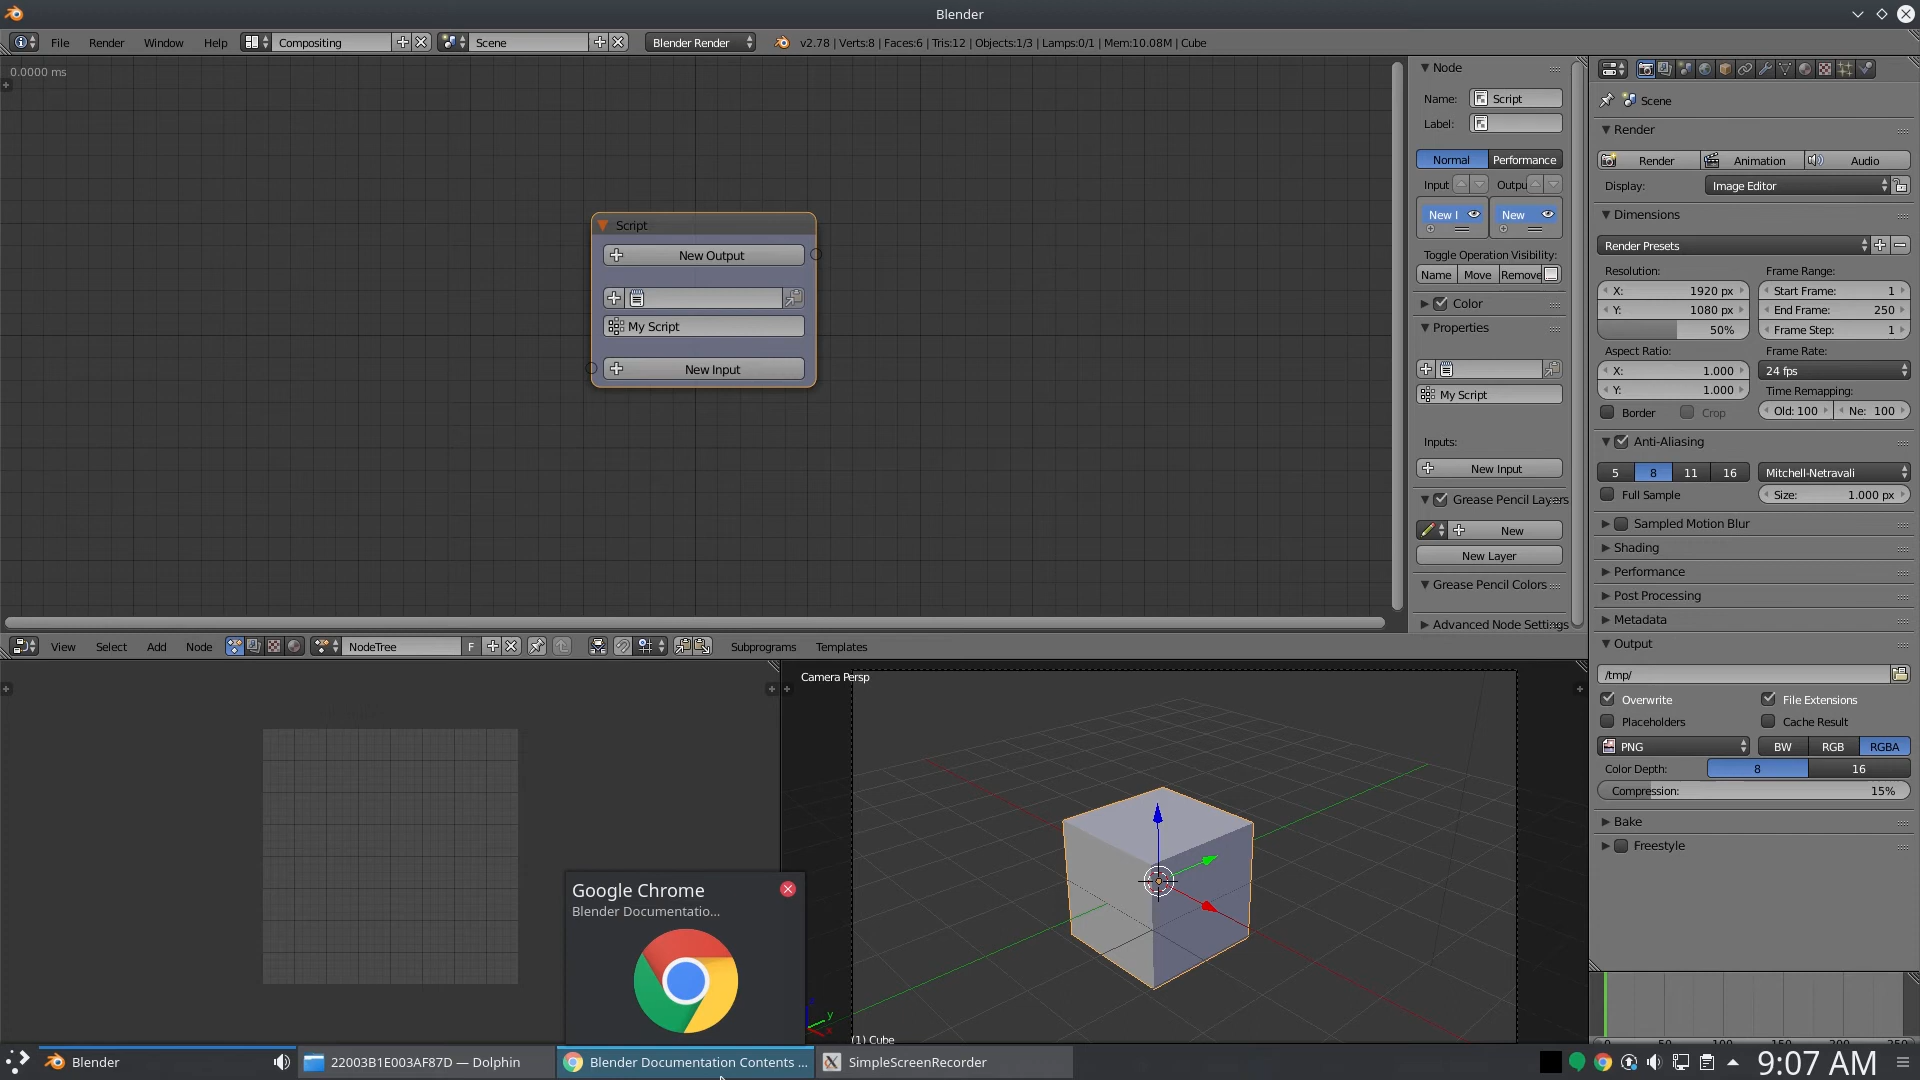 Blender
File Render Window Help Compositing Scene Blender Render v2.78 | Verts:8 | Faces:6 | Tris:12 | Objects:1/3 | Lamps:0/1 | Mem:10.08M | Cube
0.0000 ms
Script
New Output
My Script
New Input
Node
Name: Script
Label:
Normal Performance
Input Outpu
New I New
Toggle Operation Visibility:
Name Move Remove
Color
Properties
My Script
Inputs:
New Input
Grease Pencil Layers
New
New Layer
Grease Pencil Colors
Advanced Node Settings
Scene
Render
Render Animation Audio
Display: Image Editor
Dimensions
Render Presets
Resolution: Frame Range:
X: 1920 px Start Frame: 1
Y: 1080 px End Frame: 250
50% Frame Step: 1
Aspect Ratio: Frame Rate:
X: 1.000 24 fps
Y: 1.000 Time Remapping:
Border Crop Old: 100 Ne: 100
Anti-Aliasing
5 8 11 16 Mitchell-Netravali
Full Sample Size: 1.000 px
Sampled Motion Blur
Shading
Performance
Post Processing
Metadata
Output
/tmp/
Overwrite File Extensions
Placeholders Cache Result
PNG BW RGB RGBA
Color Depth: 8 16
Compression: 15%
Bake
Freestyle
View Select Add Node NodeTree F Subprograms Templates
Camera Persp
y
x
(1) Cube
Google Chrome
Blender Documentatio...
Blender 22003B1E003AF87D — Dolphin Blender Documentation Contents ... SimpleScreenRecorder 9:07 AM